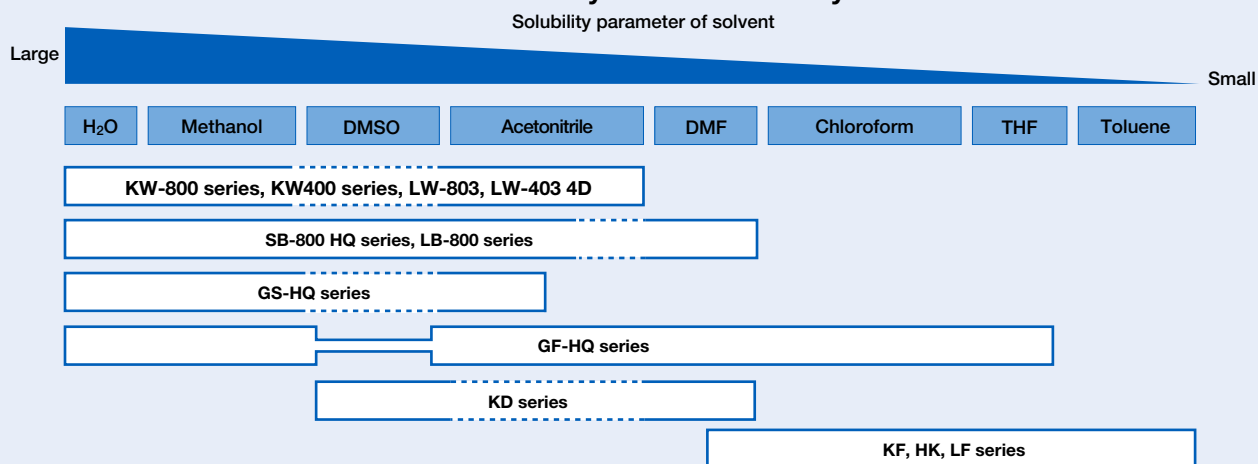 Solubility parameter of solvent
Large
Small
H₂O Methanol DMSO Acetonitrile DMF Chloroform THF Toluene
KW-800 series, KW400 series, LW-803, LW-403 4D
SB-800 HQ series, LB-800 series
GS-HQ series
GF-HQ series
KD series
KF, HK, LF series